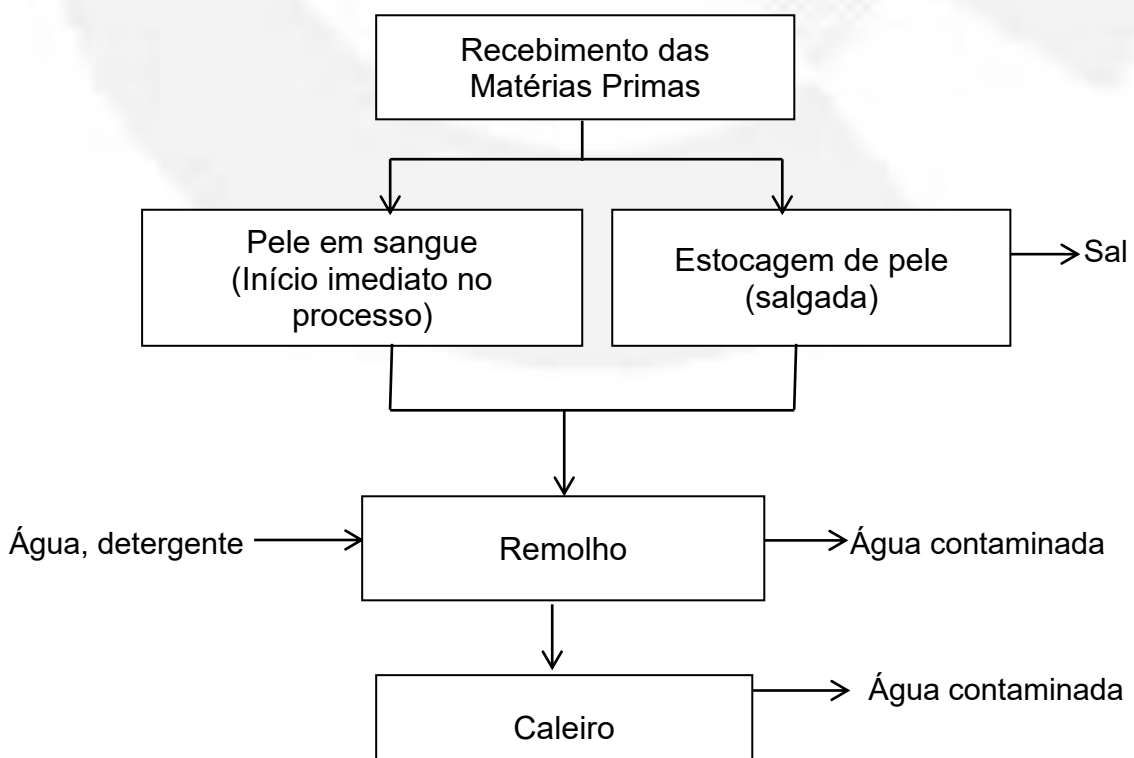 Recebimento das
Matérias Primas
Pele em sangue
(Início imediato no
processo)
Estocagem de pele
(salgada)
Sal
Água, detergente
Remolho
Água contaminada
Caleiro
Água contaminada